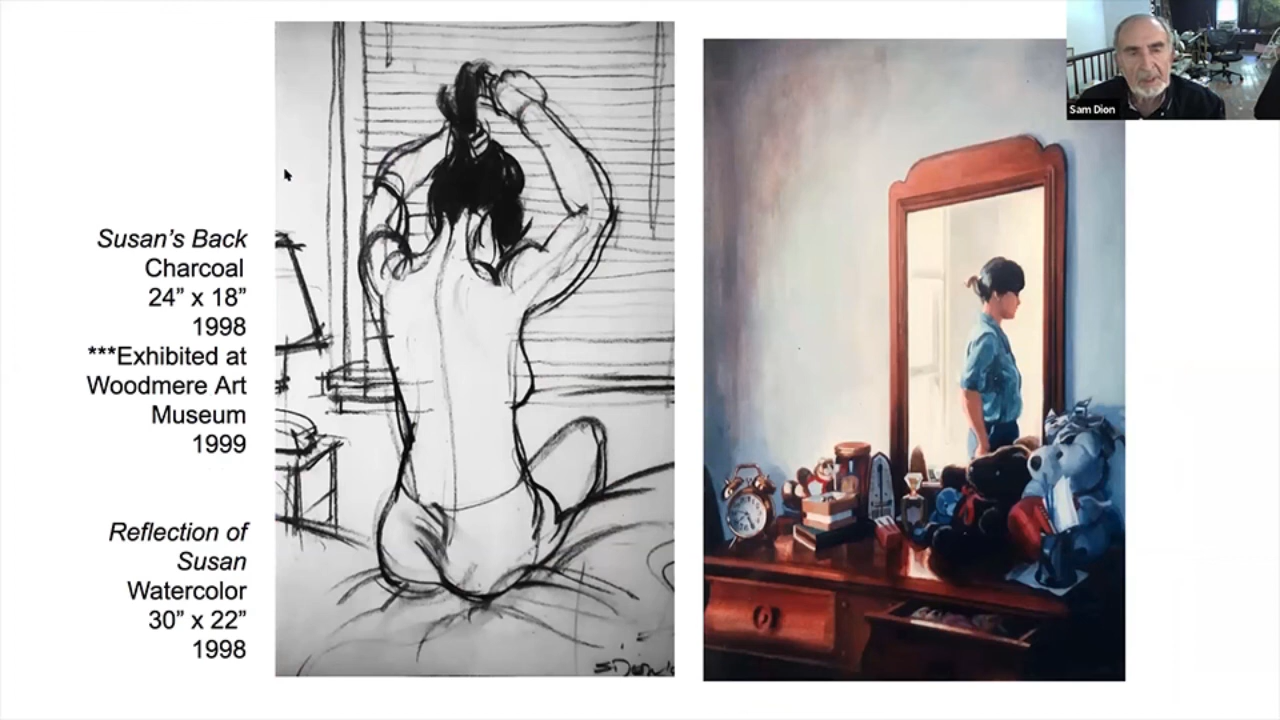 Susan’s Back
Charcoal
24” x 18”
1998
***Exhibited at
Woodmere Art
Museum
1999
Reflection of
Susan
Watercolor
30” x 22”
1998
Sam Dion